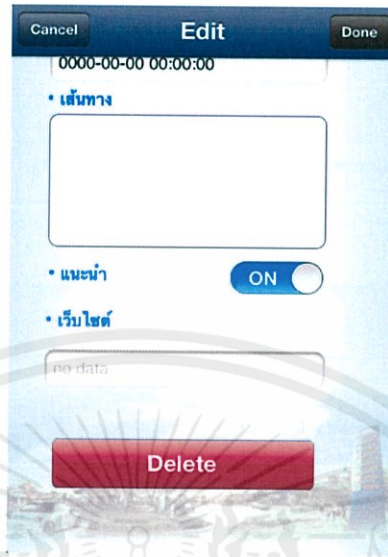 Cancel Edit Done
0000-00-00 00:00:00
• เส้นทาง
• แนะนำ ON
• เว็บไซต์
no data
Delete